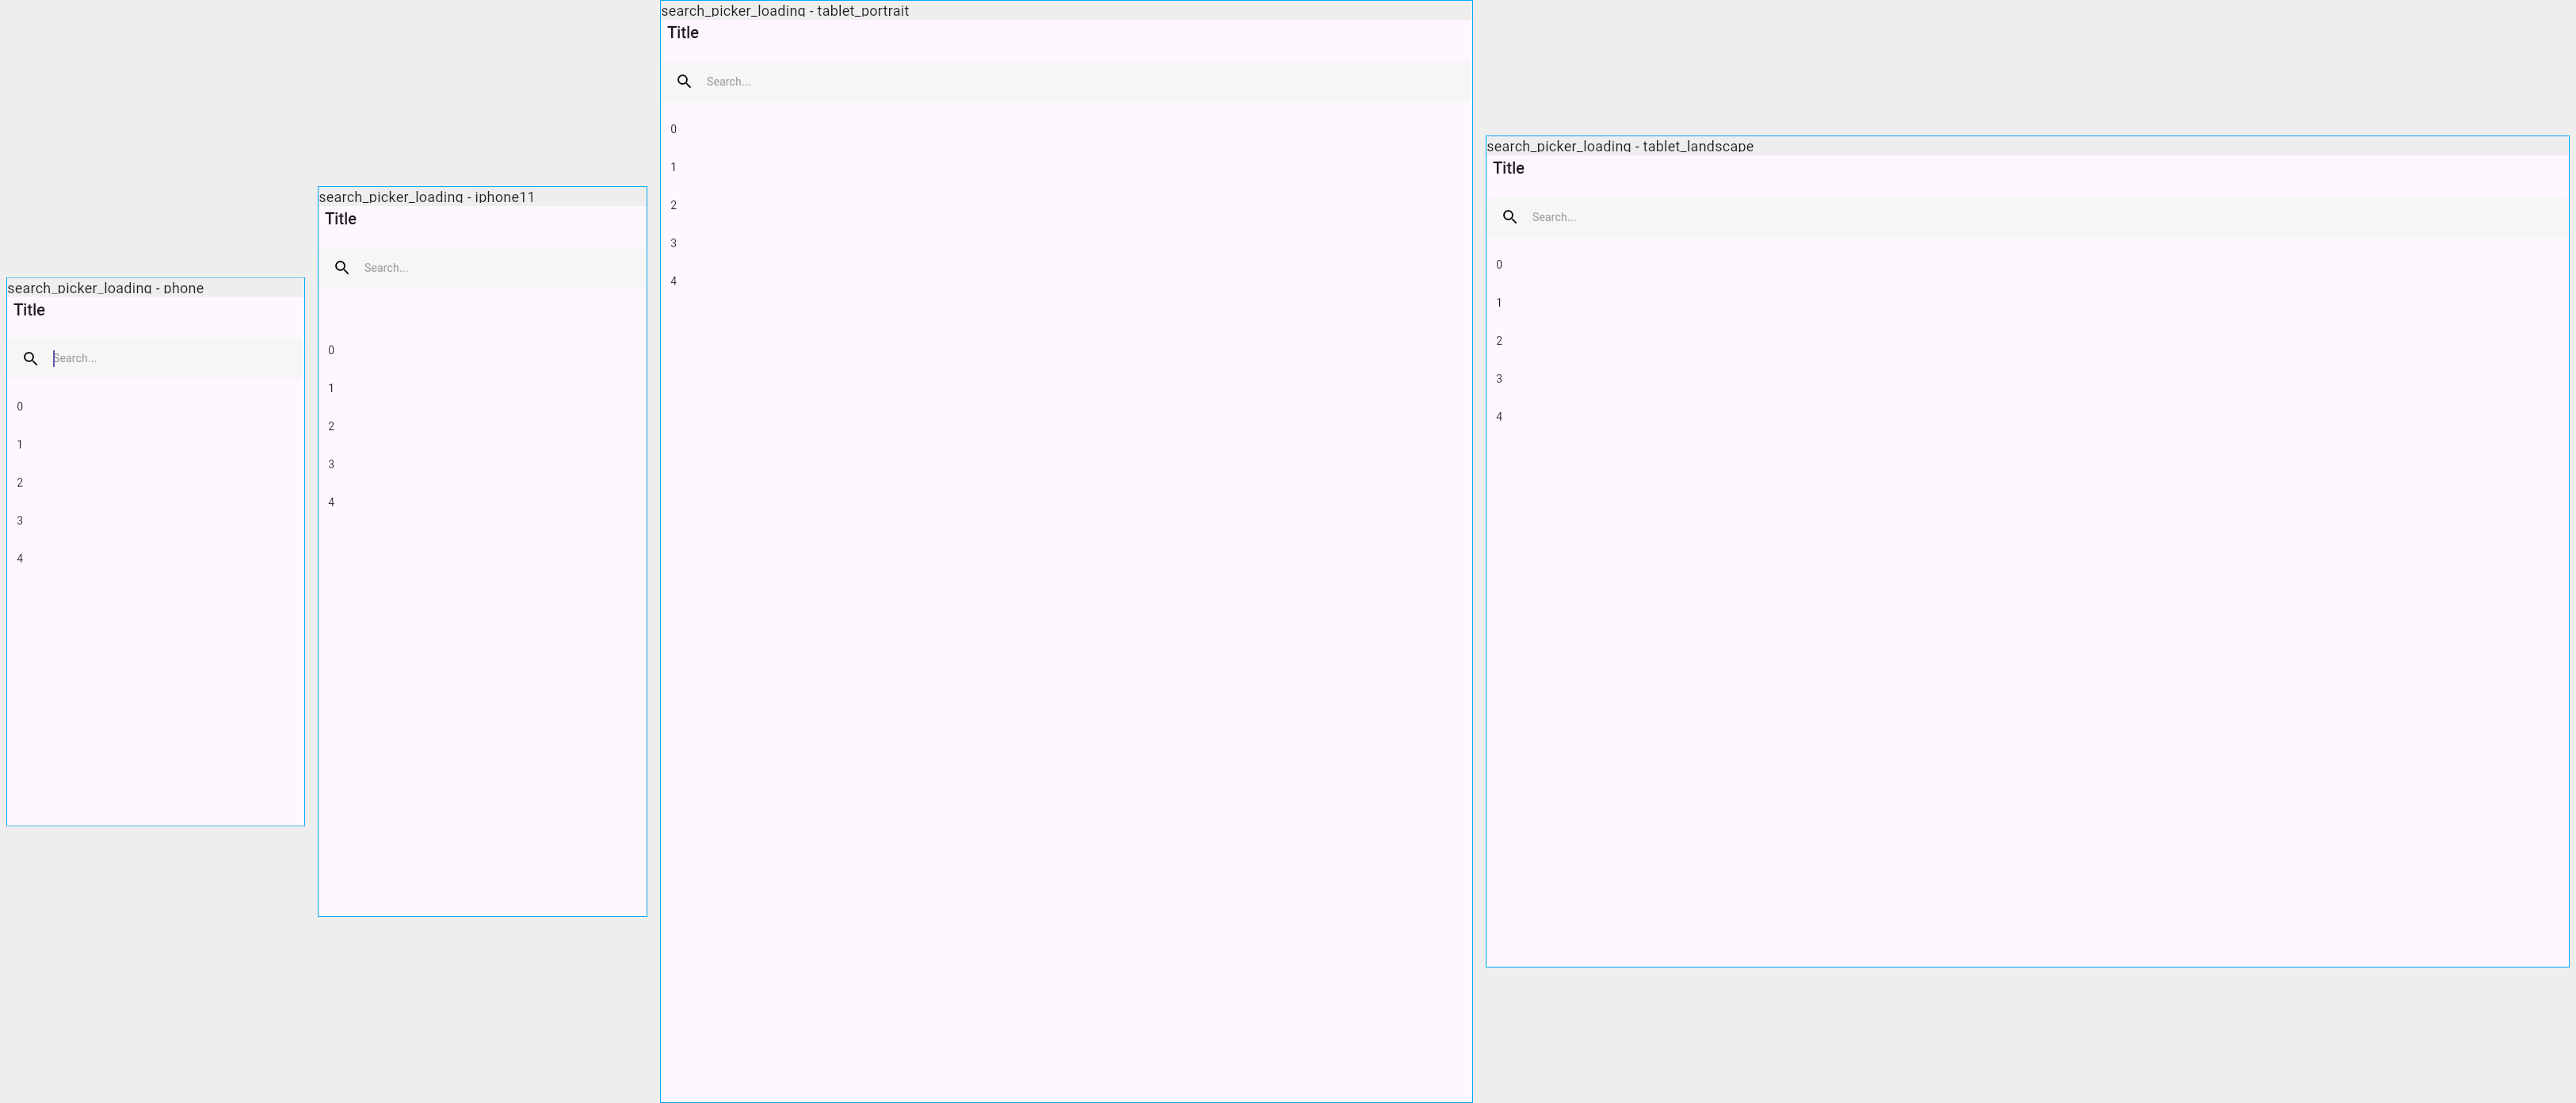 search_picker_loading - phone
Title
Search...
0
1
2
3
4
search_picker_loading - iphone11
Title
Search...
0
1
2
3
4
search_picker_loading - tablet_portrait
Title
Search...
0
1
2
3
4
search_picker_loading - tablet_landscape
Title
Search...
0
1
2
3
4